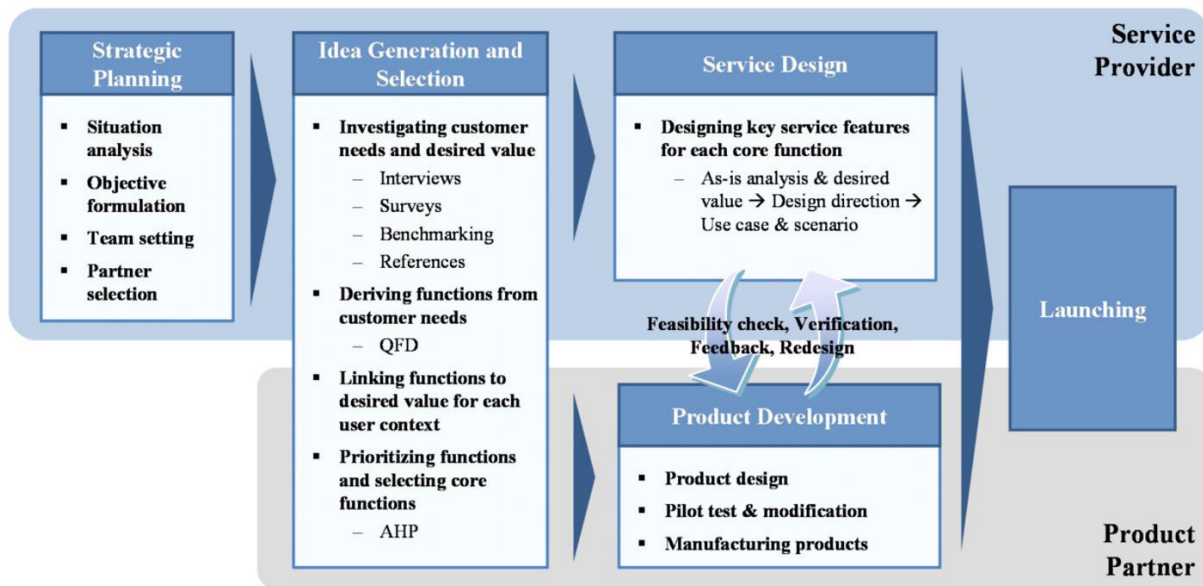 Service
Provider
Strategic
Planning
▪ Situation
analysis
▪ Objective
formulation
▪ Team setting
▪ Partner
selection
Idea Generation and
Selection
▪ Investigating customer
needs and desired value
– Interviews
– Surveys
– Benchmarking
– References
▪ Deriving functions from
customer needs
– QFD
▪ Linking functions to
desired value for each
user context
▪ Prioritizing functions
and selecting core
functions
– AHP
Service Design
▪ Designing key service features
for each core function
– As-is analysis & desired
value → Design direction →
Use case & scenario
Feasibility check, Verification,
Feedback, Redesign
Product Development
▪ Product design
▪ Pilot test & modification
▪ Manufacturing products
Launching
Product
Partner